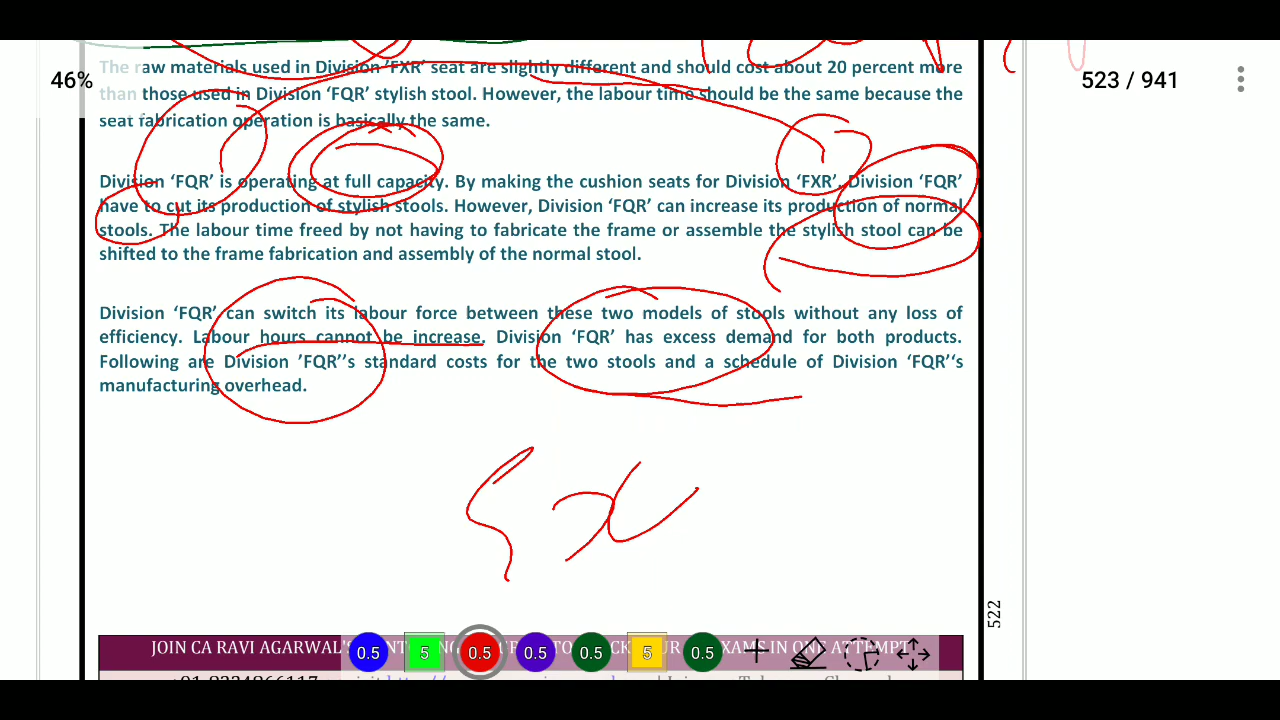 46%
523 / 941
The raw materials used in Division ‘FXR’ seat are slightly different and should cost about 20 percent more
than those used in Division ‘FQR’ stylish stool. However, the labour time should be the same because the
seat fabrication operation is basically the same.
Division ‘FQR’ is operating at full capacity. By making the cushion seats for Division ‘FXR’, Division ‘FQR’
have to cut its production of stylish stools. However, Division ‘FQR’ can increase its production of normal
stools. The labour time freed by not having to fabricate the frame or assemble the stylish stool can be
shifted to the frame fabrication and assembly of the normal stool.
Division ‘FQR’ can switch its labour force between these two models of stools without any loss of
efficiency. Labour hours cannot be increase. Division ‘FQR’ has excess demand for both products.
Following are Division ’FQR’’s standard costs for the two stools and a schedule of Division ‘FQR’‘s
manufacturing overhead.
522
JOIN CA RAVI AGARWAL'S TO EXAMS IN ONE ATTEMPT
0.5 5 0.5 0.5 0.5 5 0.5